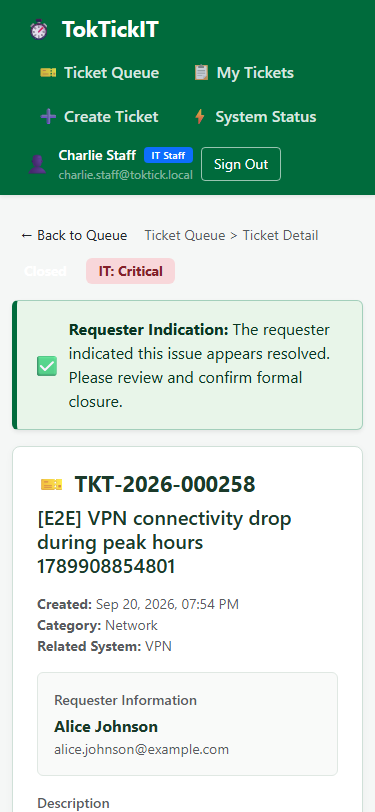 TokTickIT
Ticket Queue
My Tickets
Create Ticket
System Status
Charlie Staff IT Staff
charlie.staff@toktick.local
Sign Out
← Back to Queue
Ticket Queue > Ticket Detail
Closed
IT: Critical
Requester Indication: The requester
indicated this issue appears resolved.
Please review and confirm formal
closure.
TKT-2026-000258
[E2E] VPN connectivity drop
during peak hours
1789908854801
Created: Sep 20, 2026, 07:54 PM
Category: Network
Related System: VPN
Requester Information
Alice Johnson
alice.johnson@example.com
Description